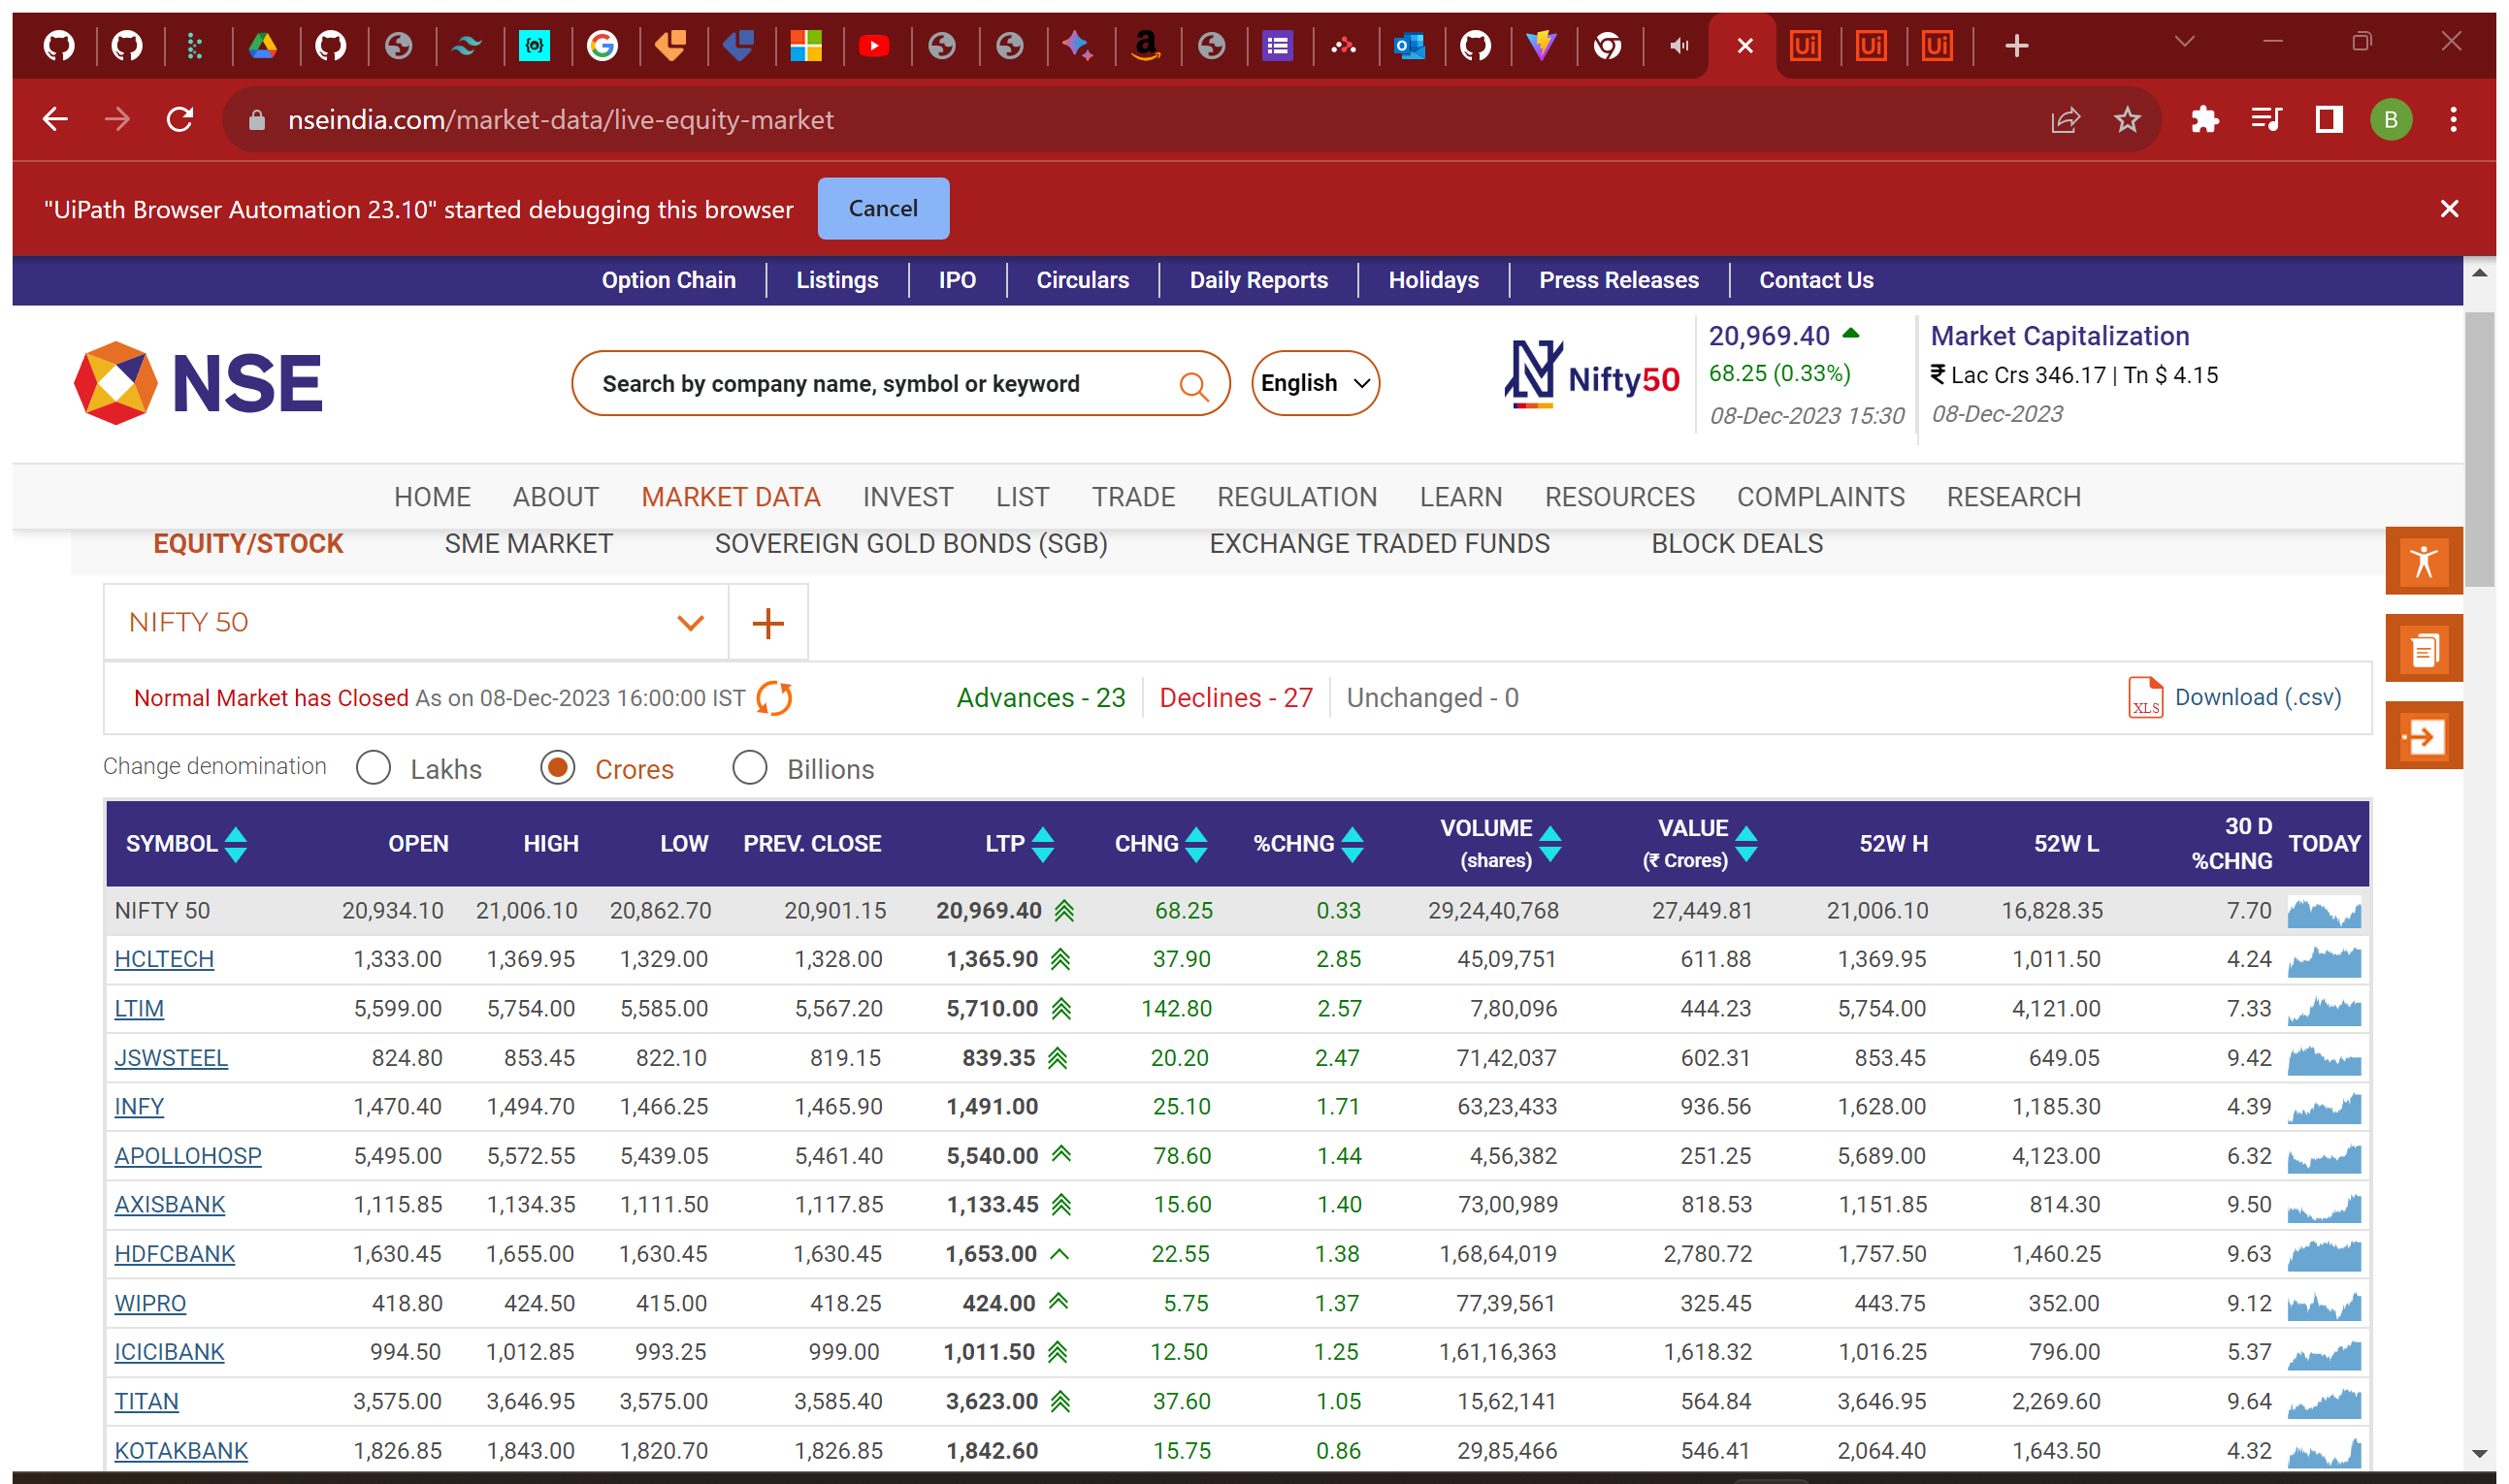 nseindia.com/market-data/live-equity-market
B
"UiPath Browser Automation 23.10" started debugging this browser Cancel
Option Chain Listings IPO Circulars Daily Reports Holidays Press Releases Contact Us
NSE
Search by company name, symbol or keyword
English
Nifty50
20,969.40
68.25 (0.33%)
08-Dec-2023 15:30
Market Capitalization
₹ Lac Crs 346.17 | Tn $ 4.15
08-Dec-2023
HOME ABOUT MARKET DATA INVEST LIST TRADE REGULATION LEARN RESOURCES COMPLAINTS RESEARCH
EQUITY/STOCK SME MARKET SOVEREIGN GOLD BONDS (SGB) EXCHANGE TRADED FUNDS BLOCK DEALS
NIFTY 50
Normal Market has Closed As on 08-Dec-2023 16:00:00 IST Advances - 23 Declines - 27 Unchanged - 0 XLS Download (.csv)
Change denomination Lakhs Crores Billions
SYMBOL OPEN HIGH LOW PREV. CLOSE LTP CHNG %CHNG VOLUME (shares) VALUE (₹ Crores) 52W H 52W L 30 D %CHNG TODAY
NIFTY 50 20,934.10 21,006.10 20,862.70 20,901.15 20,969.40 68.25 0.33 29,24,40,768 27,449.81 21,006.10 16,828.35 7.70
HCLTECH 1,333.00 1,369.95 1,329.00 1,328.00 1,365.90 37.90 2.85 45,09,751 611.88 1,369.95 1,011.50 4.24
LTIM 5,599.00 5,754.00 5,585.00 5,567.20 5,710.00 142.80 2.57 7,80,096 444.23 5,754.00 4,121.00 7.33
JSWSTEEL 824.80 853.45 822.10 819.15 839.35 20.20 2.47 71,42,037 602.31 853.45 649.05 9.42
INFY 1,470.40 1,494.70 1,466.25 1,465.90 1,491.00 25.10 1.71 63,23,433 936.56 1,628.00 1,185.30 4.39
APOLLOHOSP 5,495.00 5,572.55 5,439.05 5,461.40 5,540.00 78.60 1.44 4,56,382 251.25 5,689.00 4,123.00 6.32
AXISBANK 1,115.85 1,134.35 1,111.50 1,117.85 1,133.45 15.60 1.40 73,00,989 818.53 1,151.85 814.30 9.50
HDFCBANK 1,630.45 1,655.00 1,630.45 1,630.45 1,653.00 22.55 1.38 1,68,64,019 2,780.72 1,757.50 1,460.25 9.63
WIPRO 418.80 424.50 415.00 418.25 424.00 5.75 1.37 77,39,561 325.45 443.75 352.00 9.12
ICICIBANK 994.50 1,012.85 993.25 999.00 1,011.50 12.50 1.25 1,61,16,363 1,618.32 1,016.25 796.00 5.37
TITAN 3,575.00 3,646.95 3,575.00 3,585.40 3,623.00 37.60 1.05 15,62,141 564.84 3,646.95 2,269.60 9.64
KOTAKBANK 1,826.85 1,843.00 1,820.70 1,826.85 1,842.60 15.75 0.86 29,85,466 546.41 2,064.40 1,643.50 4.32